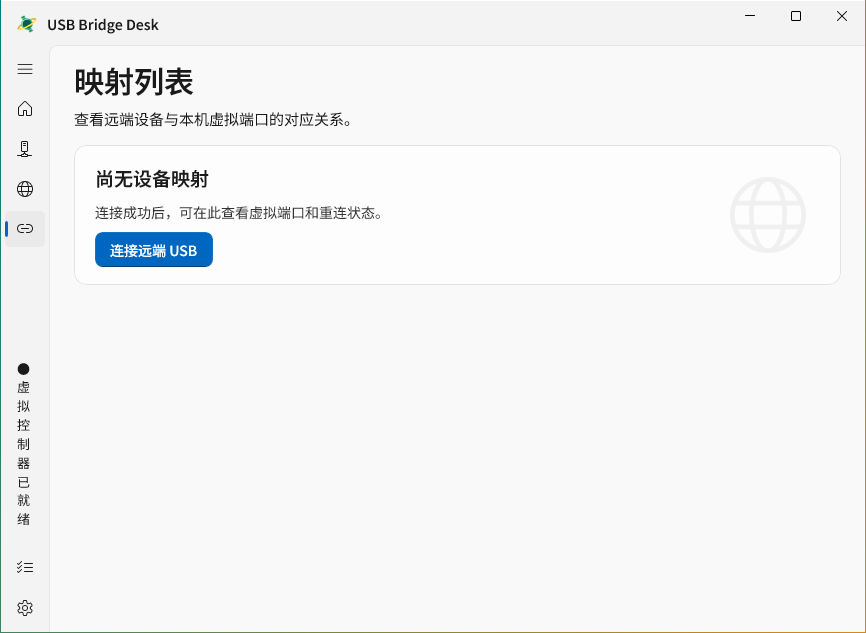 USB Bridge Desk
映射列表
查看远端设备与本机虚拟端口的对应关系。
尚无设备映射
连接成功后，可在此查看虚拟端口和重连状态。
连接远端 USB
虚
拟
控
制
器
已
就
绪